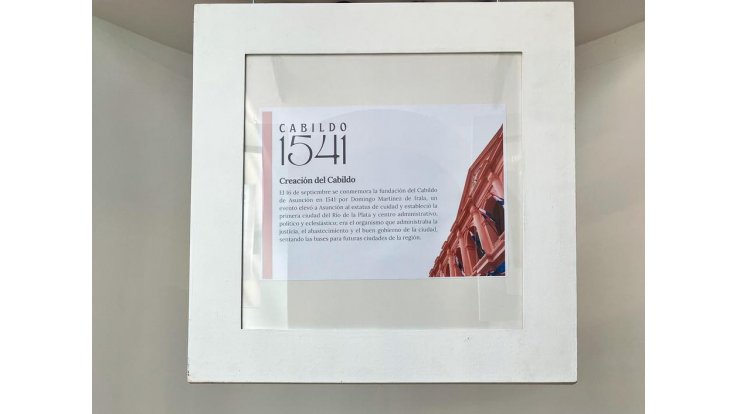 CABILDO
1541
Creación del Cabildo
El 16 de septiembre se conmemora la fundación del Cabildo
de Asunción en 1541 por Domingo Martínez de Irala, un
evento elevó a Asunción al estatus de cuidad y estableció la
primera ciudad del Río de la Plata y centro administrativo,
político y eclesiástico; era el organismo que administraba la
justicia, el abastecimiento y el buen gobierno de la ciudad,
sentando las bases para futuras ciudades de la región.